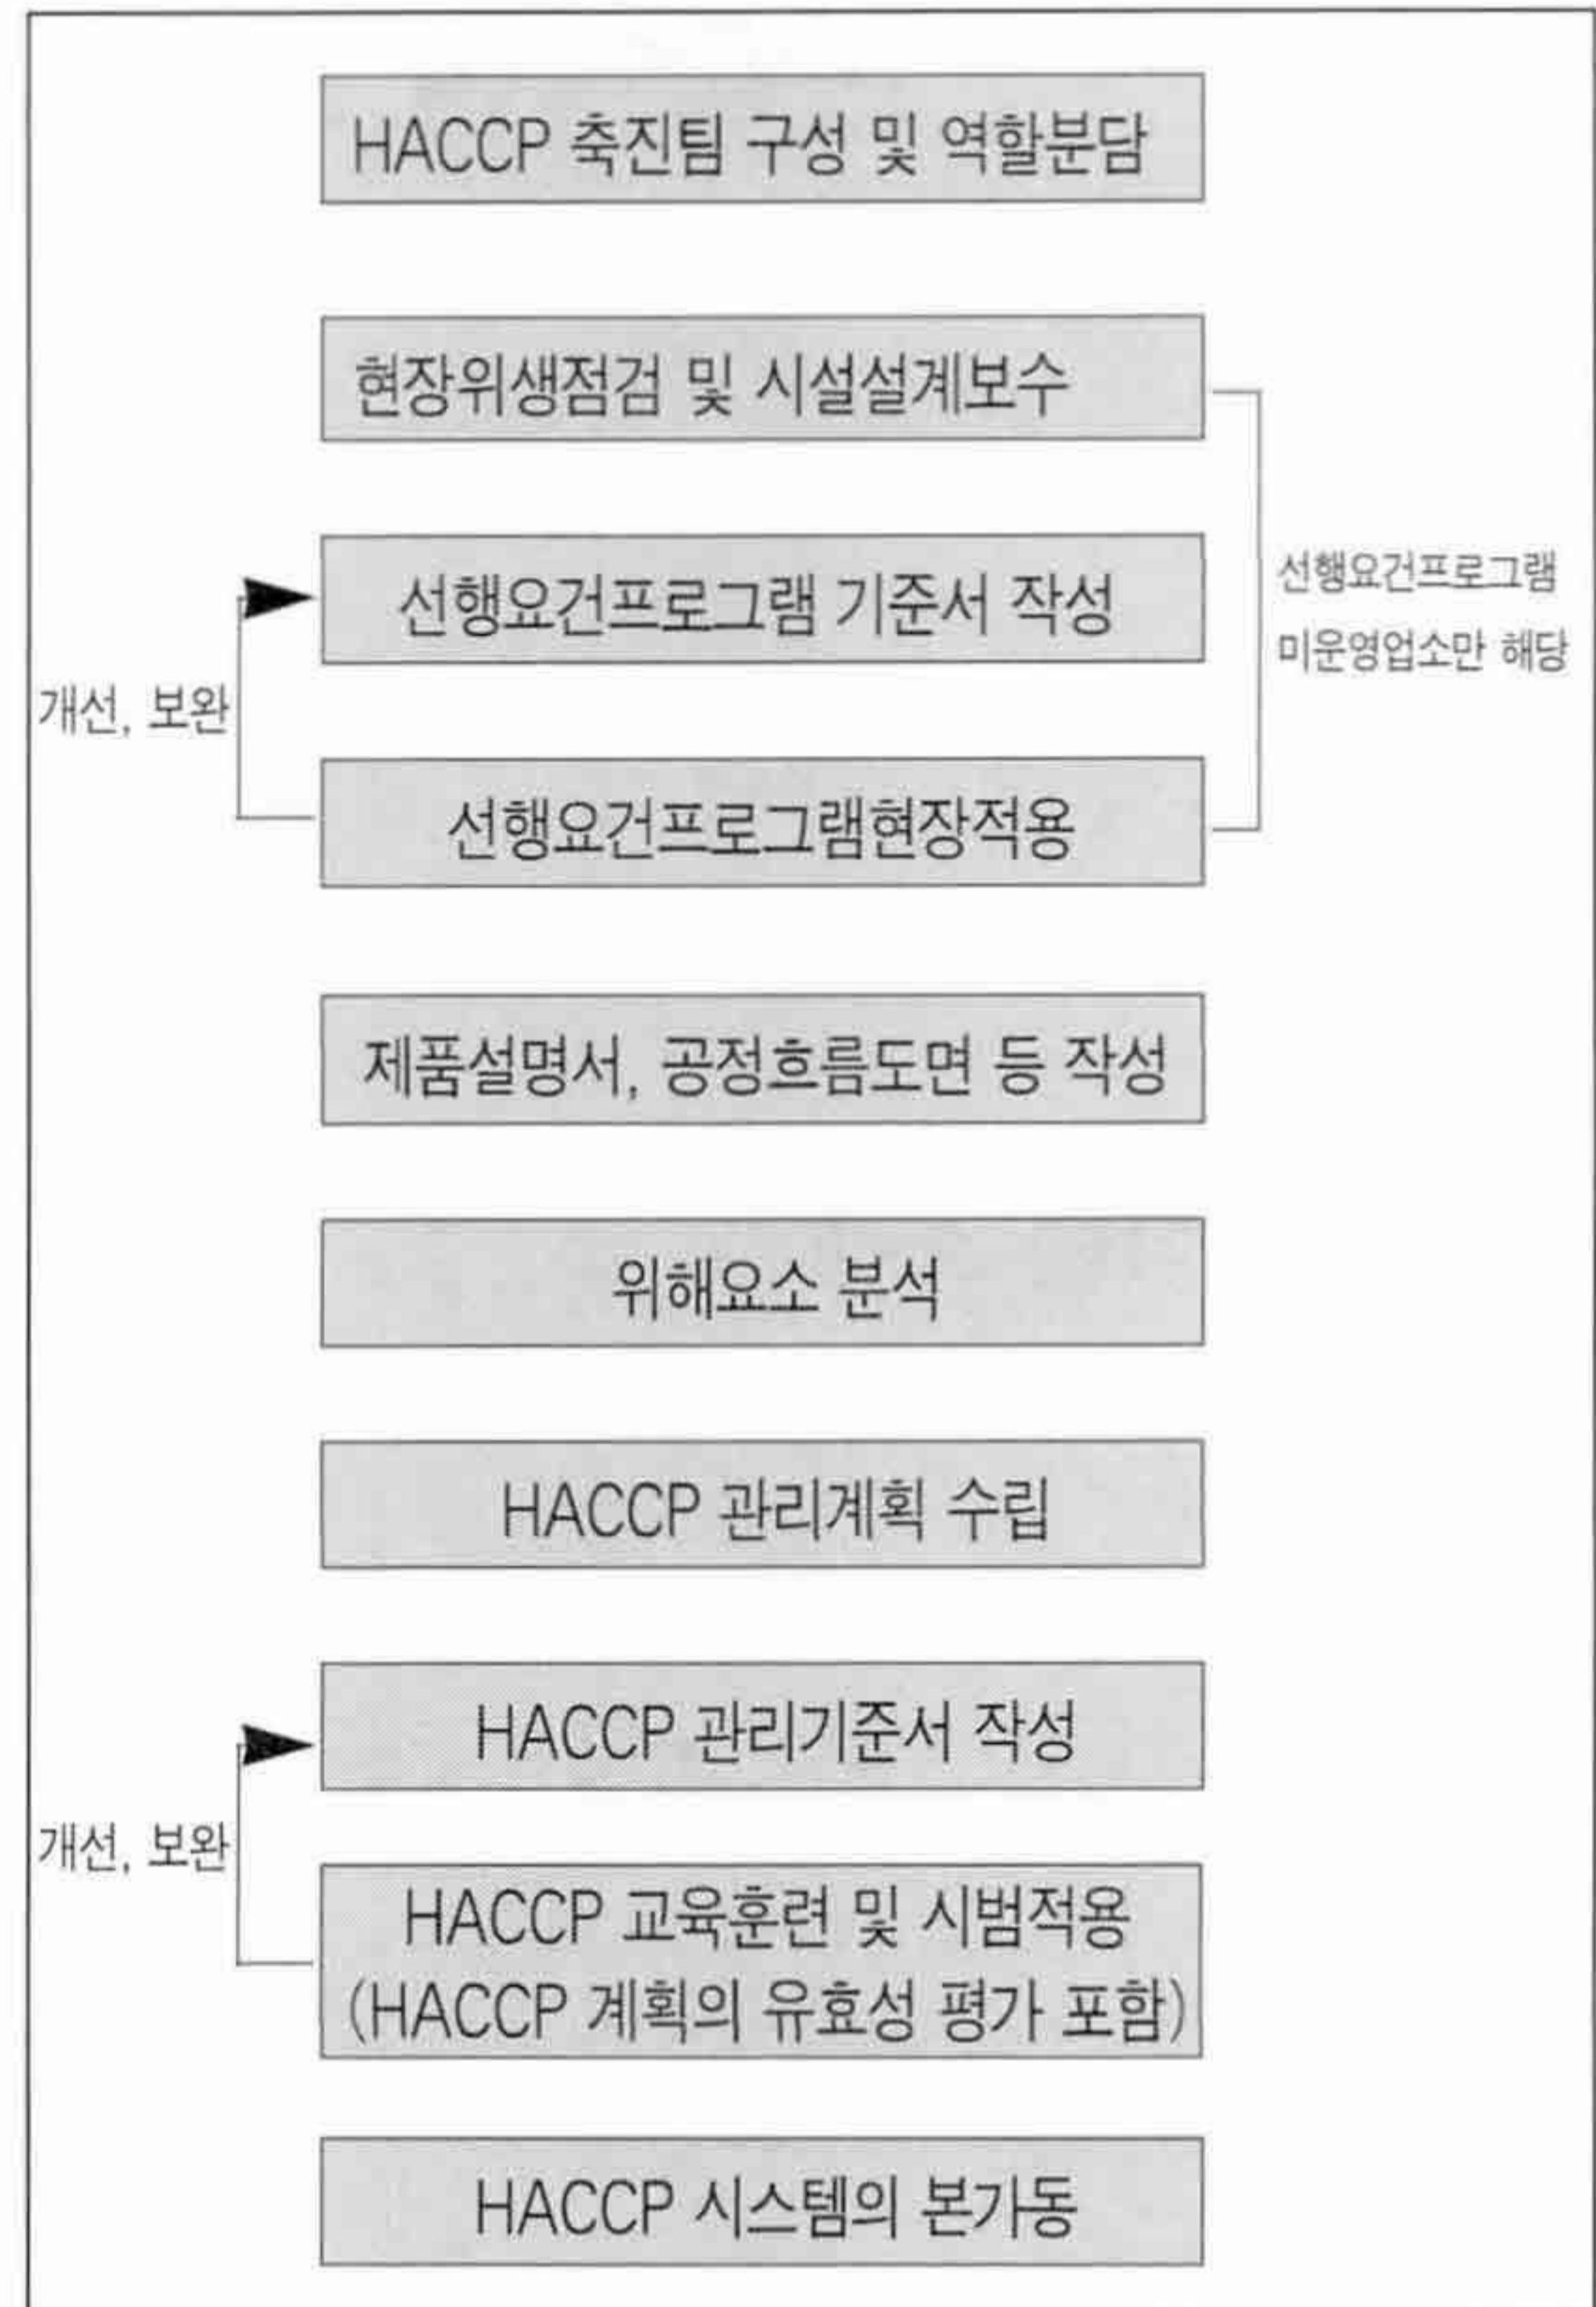 HACCP 축진팀 구성 및 역할분담
현장위생점검 및 시설설계보수
선행요건프로그램 기준서 작성
선행요건프로그램
미운영업소만 해당
개선, 보완
선행요건프로그램현장적용
제품설명서, 공정흐름도면 등 작성
위해요소 분석
HACCP 관리계획 수립
HACCP 관리기준서 작성
개선, 보완
HACCP 교육훈련 및 시범적용
(HACCP 계획의 유효성 평가 포함)
HACCP 시스템의 본가동